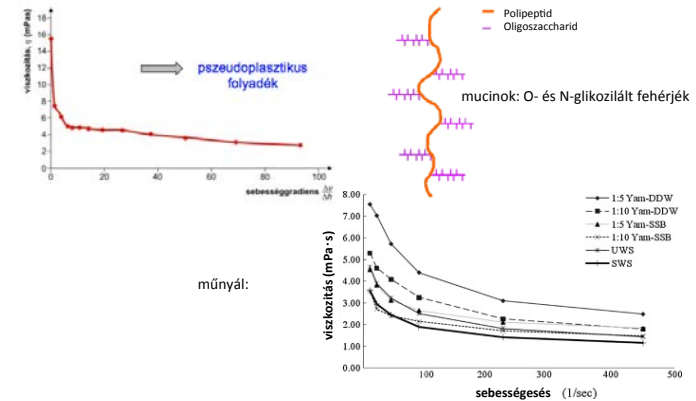 viszkozitás, η (mPas)
18
16
14
12
10
8
6
4
2
0
0
20
40
60
80
100
sebességgradiens Δv
Δh
pszeudoplasztikus
folyadék
Polipeptid
Oligoszaccharid
mucinok: O- és N-glikozilált fehérjék
műnyál:
viszkozitás (mPa·s)
8.00
7.00
6.00
5.00
4.00
3.00
2.00
1.00
0.00
100
200
300
400
500
sebességesés (1/sec)
1:5 Yam-DDW
1:10 Yam-DDW
1:5 Yam-SSB
1:10 Yam-SSB
UWS
SWS